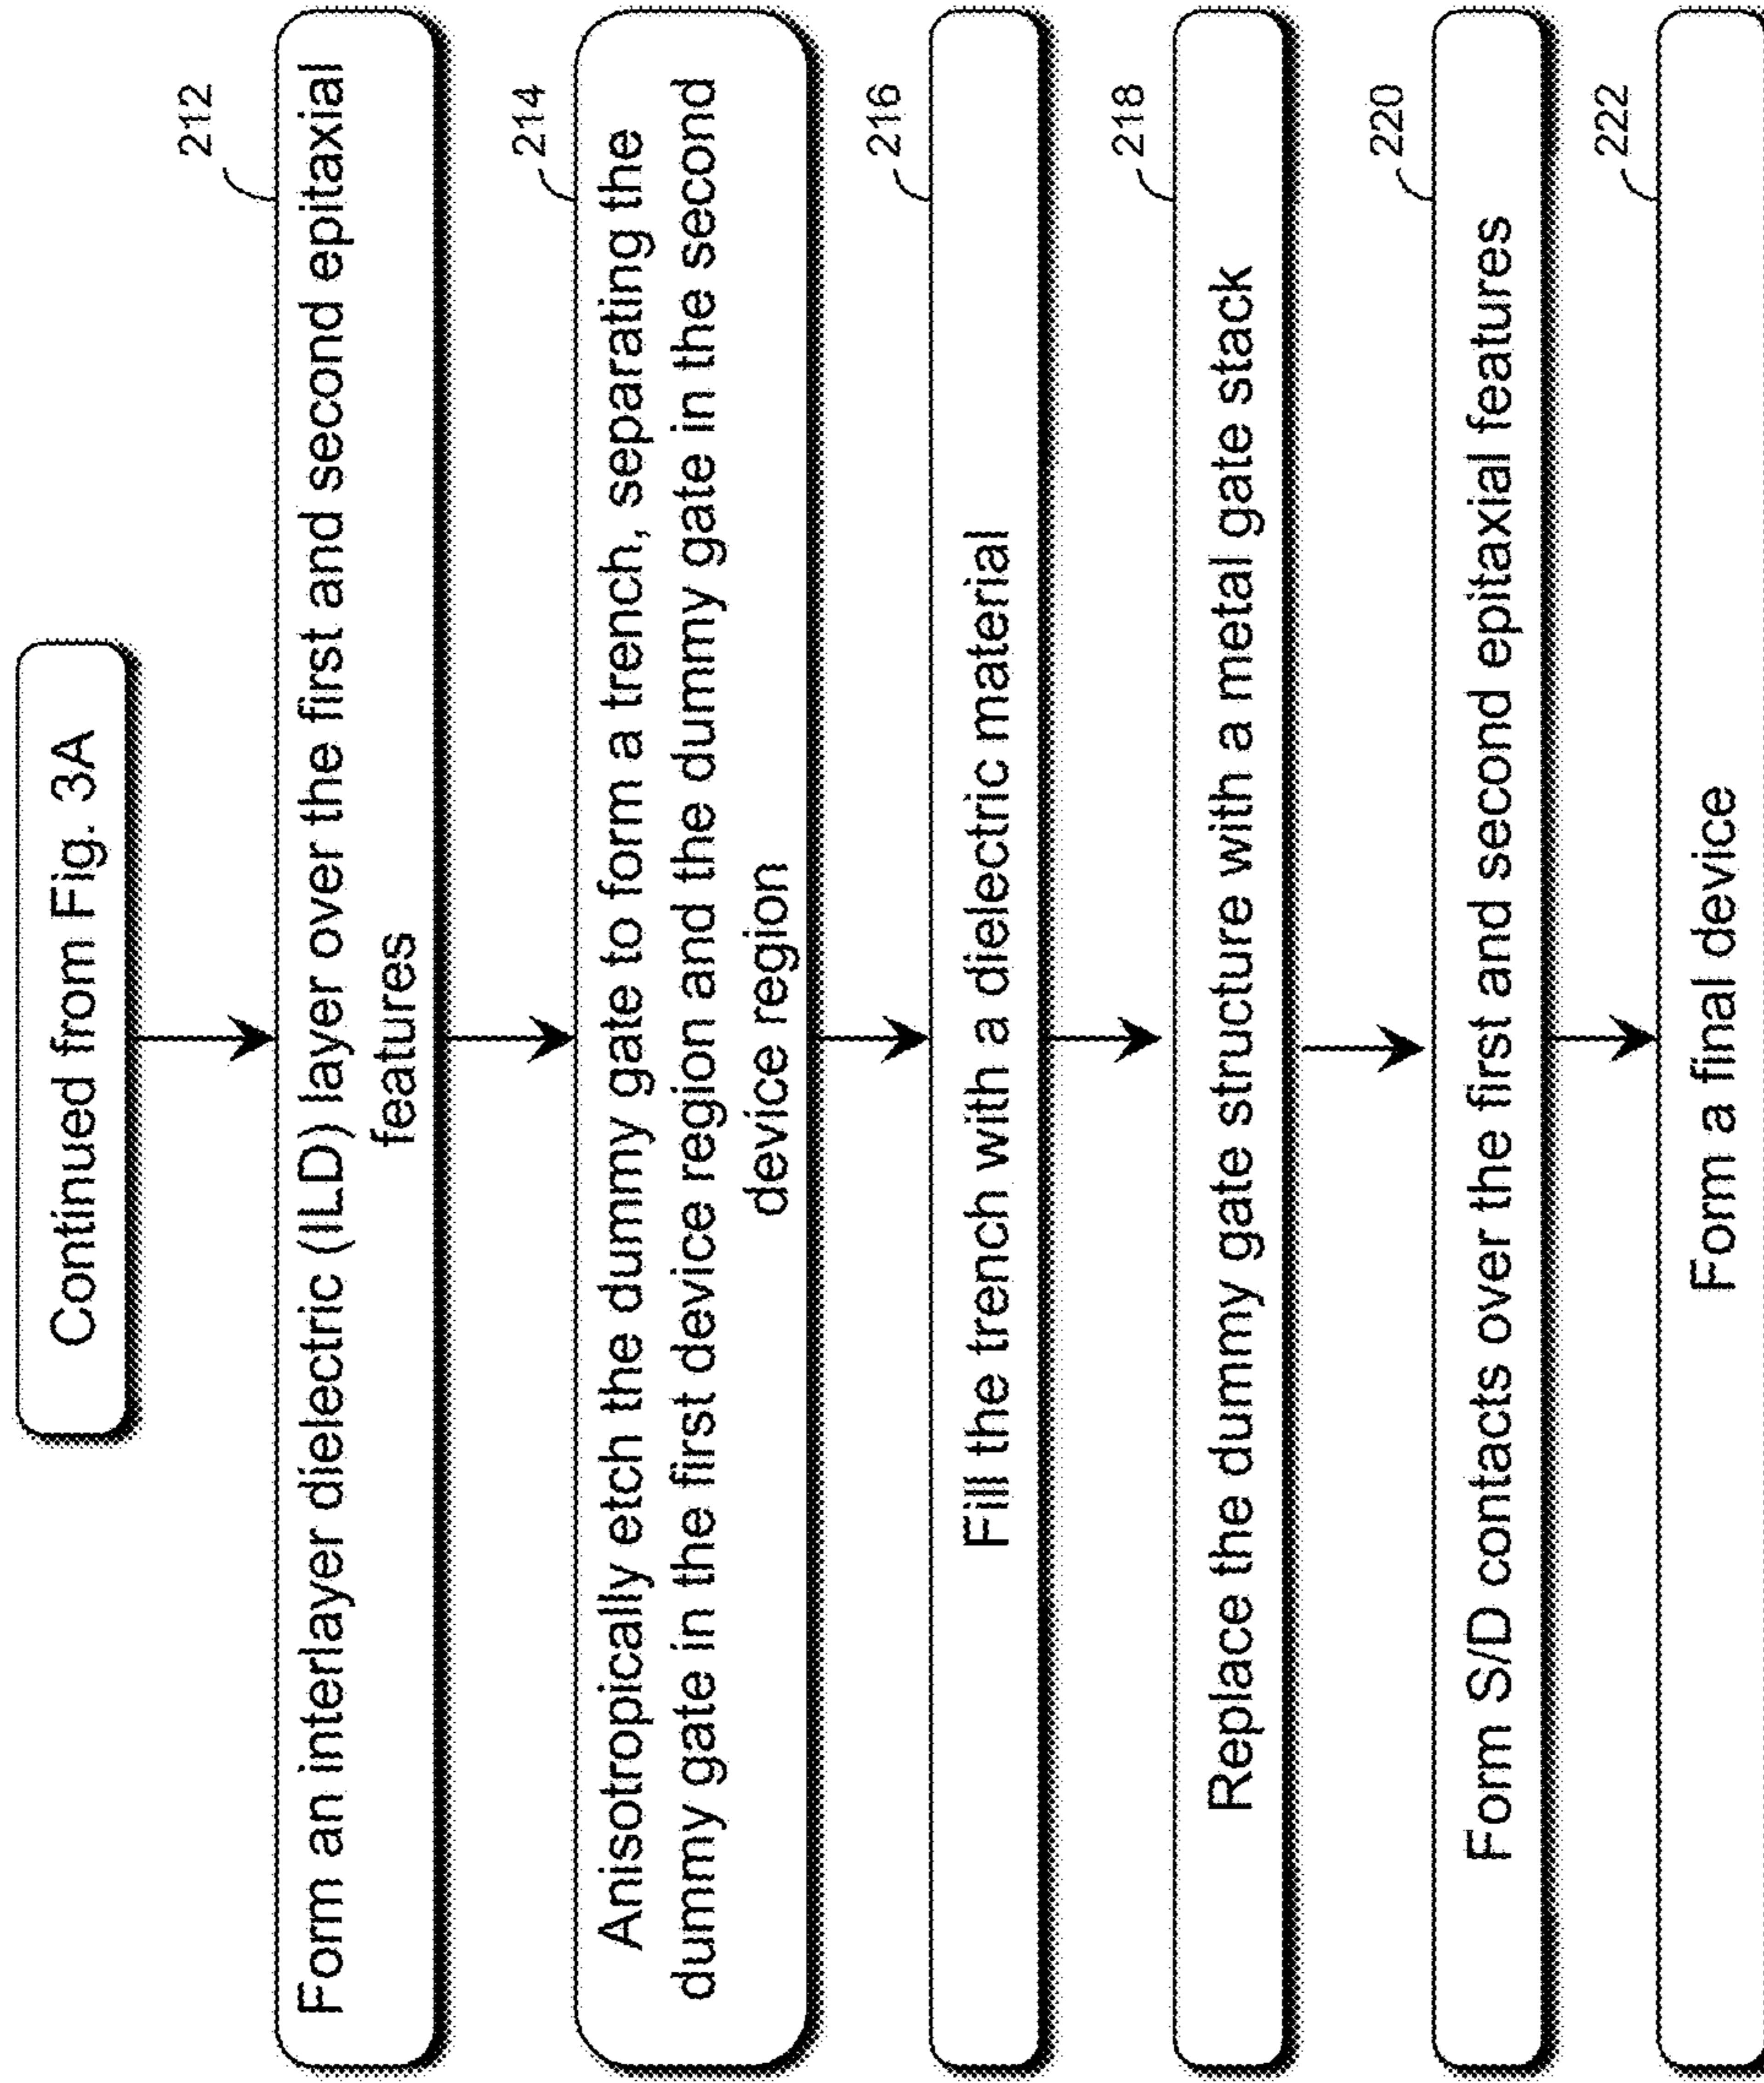 Continued from Fig. 3A
212
Form an interlayer dielectric (ILD) layer over the first and second epitaxial
features
214
Anisotropically etch the dummy gate to form a trench, separating the
dummy gate in the first device region and the dummy gate in the second
device region
216
Fill the trench with a dielectric material
218
Replace the dummy gate structure with a metal gate stack
220
Form S/D contacts over the first and second epitaxial features
222
Form a final device